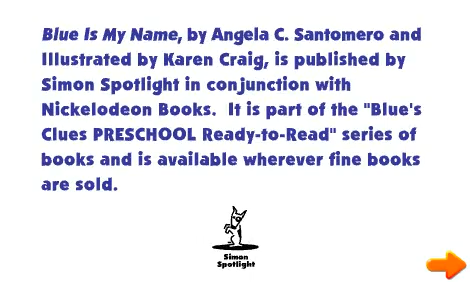 Blue Is My Name, by Angela C. Santomero and
Illustrated by Karen Craig, is published by
Simon Spotlight in conjunction with
Nickelodeon Books.  It is part of the "Blue's
Clues PRESCHOOL Ready-to-Read" series of
books and is available wherever fine books
are sold.
Simon
Spotlight